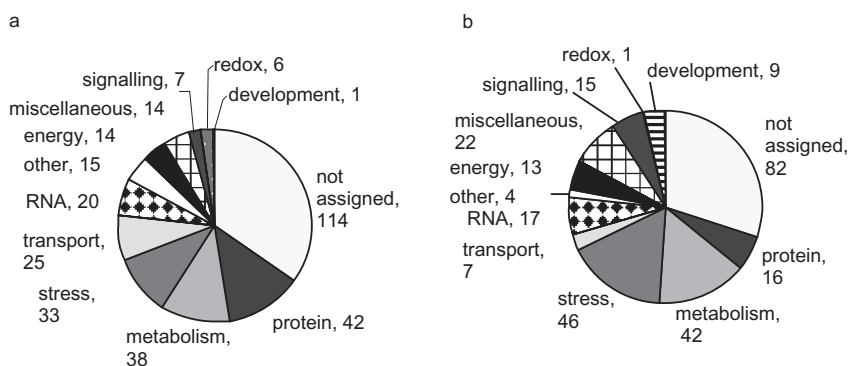 a
redox, 6
signalling, 7
development, 1
miscellaneous, 14
energy, 14
other, 15
RNA, 20
transport,
25
stress,
33
metabolism,
38
protein, 42
not
assigned,
114
b
redox, 1
development, 9
signalling, 15
miscellaneous,
22
energy, 13
other, 4
RNA, 17
transport,
7
stress,
46
metabolism,
42
protein,
16
not
assigned,
82